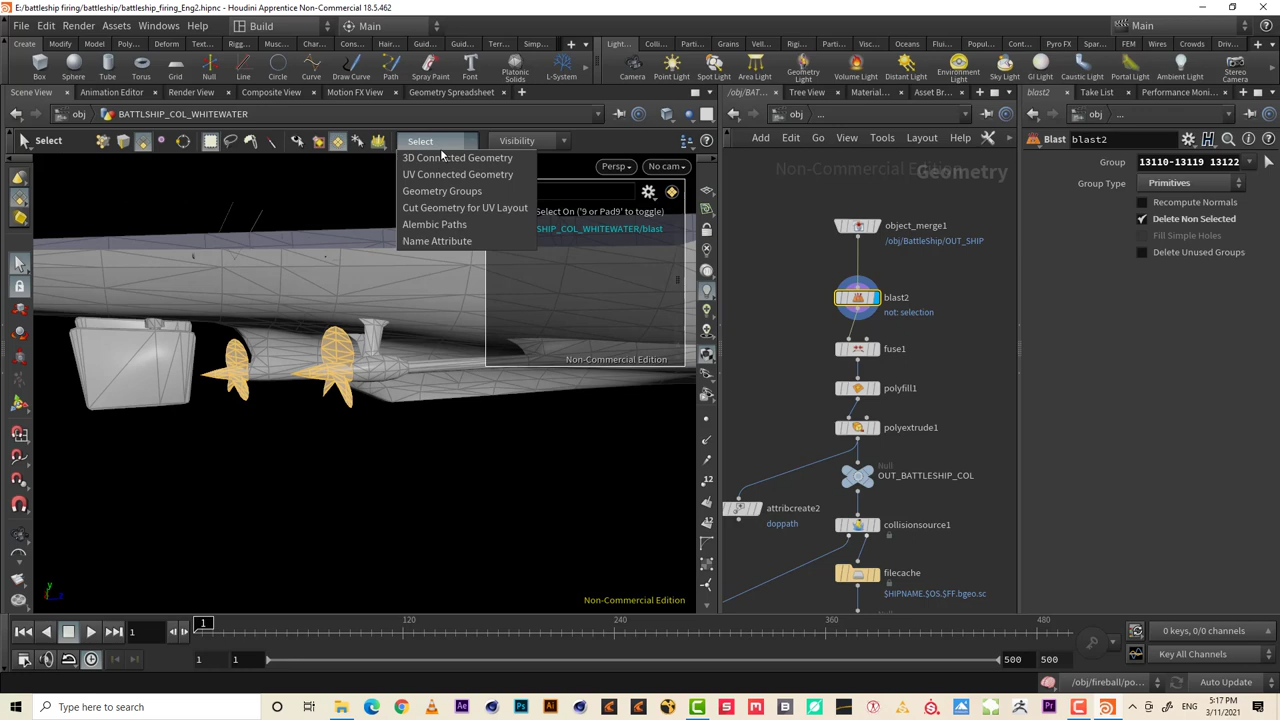 E:/battleship firing/battleship/battleship_firing_Eng2.hipnc - Houdini Apprentice Non-Commercial 18.5.462
File Edit Render Assets Windows Help Build Main Main
Create Modify Model Poly... Deform Text... Rigg... Musc... Char... Cons... Hair... Guid... Guid... Terr... Simp... Light... Colli... Parti... Grains Vell... Rigi... Parti... Visc... Oceans Flui... Popul... Cont... Pyro FX Spar... FEM Wires Crowds Driv...
Box Sphere Tube Torus Grid Null Line Circle Curve Draw Curve Path Spray Paint Font Platonic Solids L-System Camera Point Light Spot Light Area Light Geometry Light Volume Light Distant Light Environment Light Sky Light GI Light Caustic Light Portal Light Ambient Light Stereo Camera
Scene View Animation Editor Render View Composite View Motion FX View Geometry Spreadsheet /obj/BAT... Tree View Material... Asset Bro... blast2 Take List Performance Mo...
obj BATTLESHIP_COL_WHITEWATER obj obj
Select Select Visibility
Add Edit Go View Tools Layout Help
Blast blast2
3D Connected Geometry
UV Connected Geometry
Geometry Groups
Cut Geometry for UV Layout
Alembic Paths
Name Attribute
Persp No cam
Select On ('9 or Pad9' to toggle)
SHIP_COL_WHITEWATER/blast
Non-Commercial Edition
Non-Commercial Edition
Non-Commercial Edition
Geometry
object_merge1
/obj/BattleShip/OUT_SHIP
blast2
not: selection
fuse1
polyfill1
polyextrude1
Null
OUT_BATTLESHIP_COL
attribcreate2
doppath
collisionsource1
filecache
$HIPNAME.$OS.$FF.bgeo.sc
Null
Group 13110-13119 13122
Group Type Primitives
Recompute Normals
Delete Non Selected
Fill Simple Holes
Delete Unused Groups
y
z
1 1 120 240 360 480
0 keys, 0/0 channels
1 1 500 500 Key All Channels
/obj/fireball/po... Auto Update
Type here to search
ENG 5:17 PM
3/11/2021